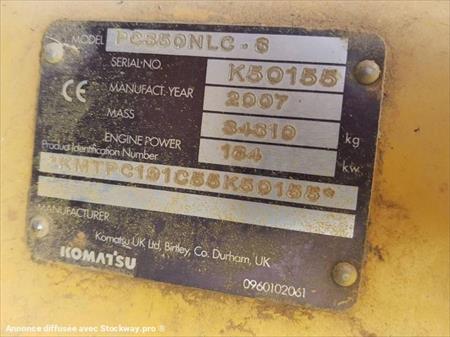 MODEL PC350NLC-8
SERIAL NO. K50155
CE MANUFACT. YEAR 2007
MASS 34310 kg
ENGINE POWER 184 kw
Product Identification Number
*KMTPC191C55K50155*
MANUFACTURER
Komatsu UK Ltd, Birtley, Co. Durham, UK
KOMATSU
0960102061
Annonce diffusée avec Stockway.pro ®